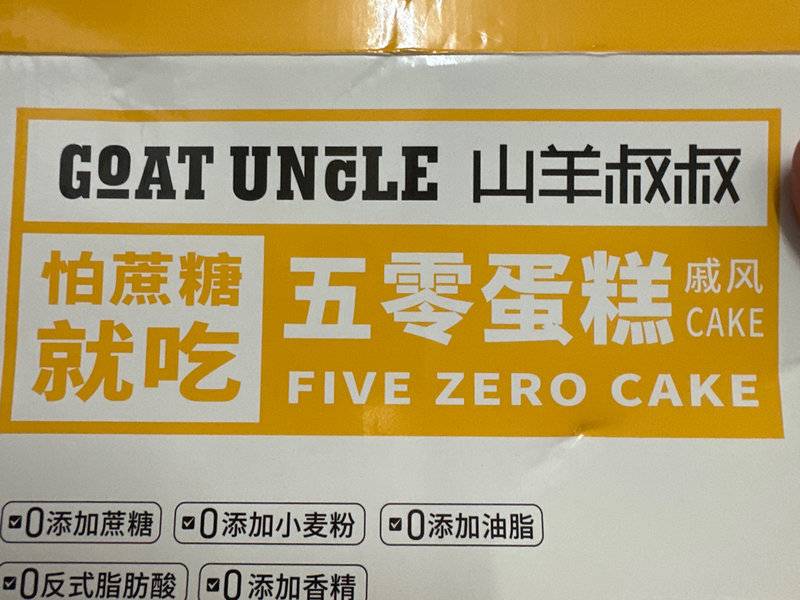 GOAT UNCLE 山羊叔叔
怕蔗糖
就吃
五零蛋糕
戚风
CAKE
FIVE ZERO CAKE
0添加蔗糖 0添加小麦粉 0添加油脂
0反式脂肪酸 0添加香精